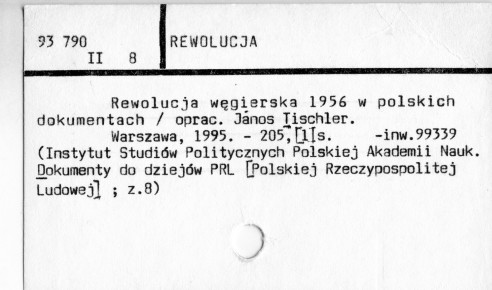 93 790
II 8
REWOLUCJA
Rewolucja węgierska 1956 w polskich
dokumentach / oprac. János Tischler.
Warszawa, 1995. - 205, [1]s. -inw.99339
(Instytut Studiów Politycznych Polskiej Akademii Nauk.
Dokumenty do dziejów PRL [Polskiej Rzeczypospolitej
Ludowej] ; z.8)